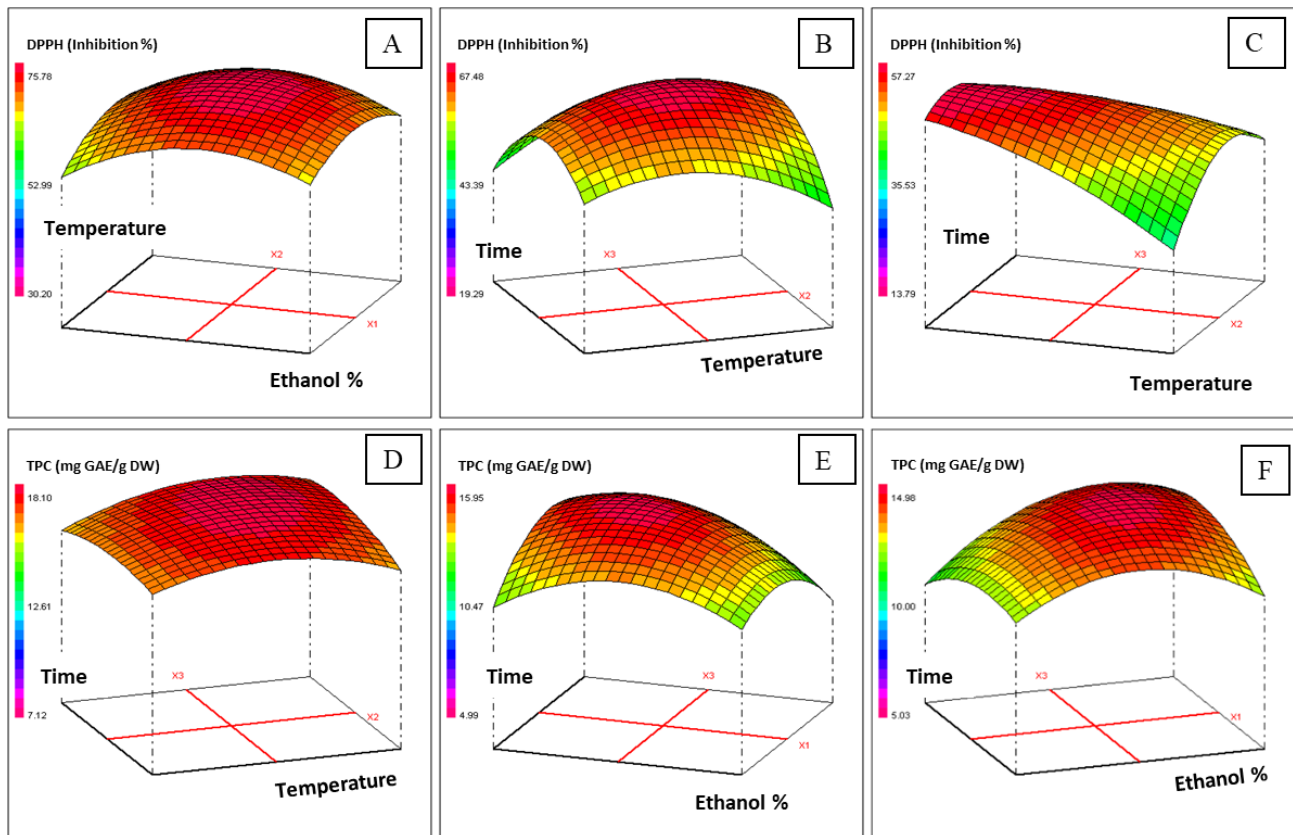 A
DPPH (Inhibition %)
75.78
52.99
Temperature
30.20
X2
X1
Ethanol %
B
DPPH (Inhibition %)
67.48
43.39
Time
19.29
X3
X2
Temperature
C
DPPH (Inhibition %)
57.27
35.53
Time
13.79
X3
X2
Temperature
D
TPC (mg GAE/g DW)
18.10
12.61
Time
7.12
X3
X2
Temperature
E
TPC (mg GAE/g DW)
15.95
10.47
Time
4.99
X3
X1
Ethanol %
F
TPC (mg GAE/g DW)
14.98
10.00
Time
5.03
X3
X1
Ethanol %